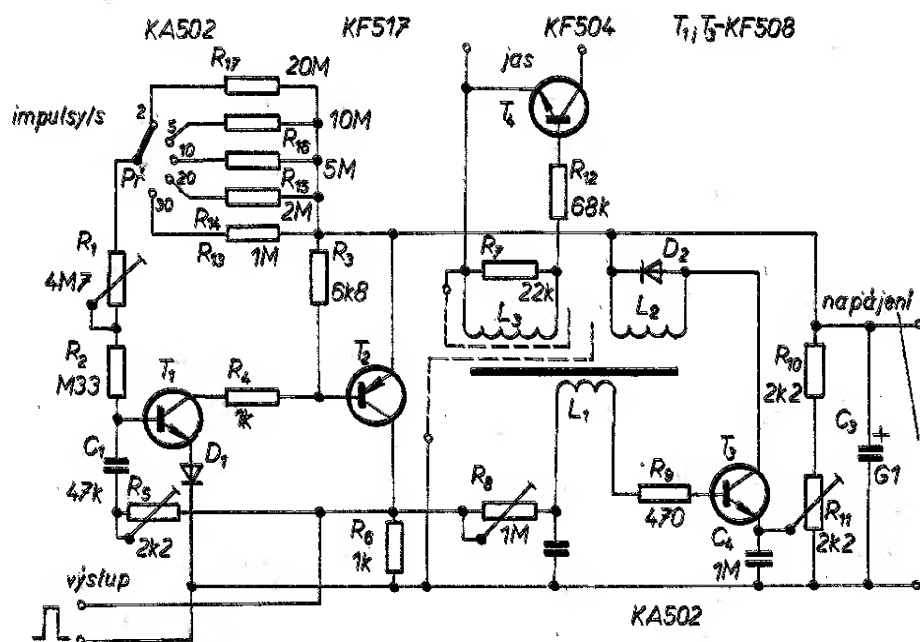 KA502 KF517 KF504 T₁,T₃-KF508
R₁₇ 20M
jas
impulsy/s
2
5
10
20
30
Př
10M
R₁₆
5M
R₁₅
2M
R₁₄
R₁₃ 1M
T₄
R₁₂
68k
R₁
4M7
R₃
6k8
R₇
22k
L₃
D₂
L₂
napájení
R₂
M33
T₁
R₄
1k
T₂
R₁₀
2k2
L₁
C₃
+
G1
C₁
47k
D₁
R₅
2k2
R₈
1M
R₉
470
T₃
R₁₁
2k2
R₆
1k
C₄
1M
výstup
KA502